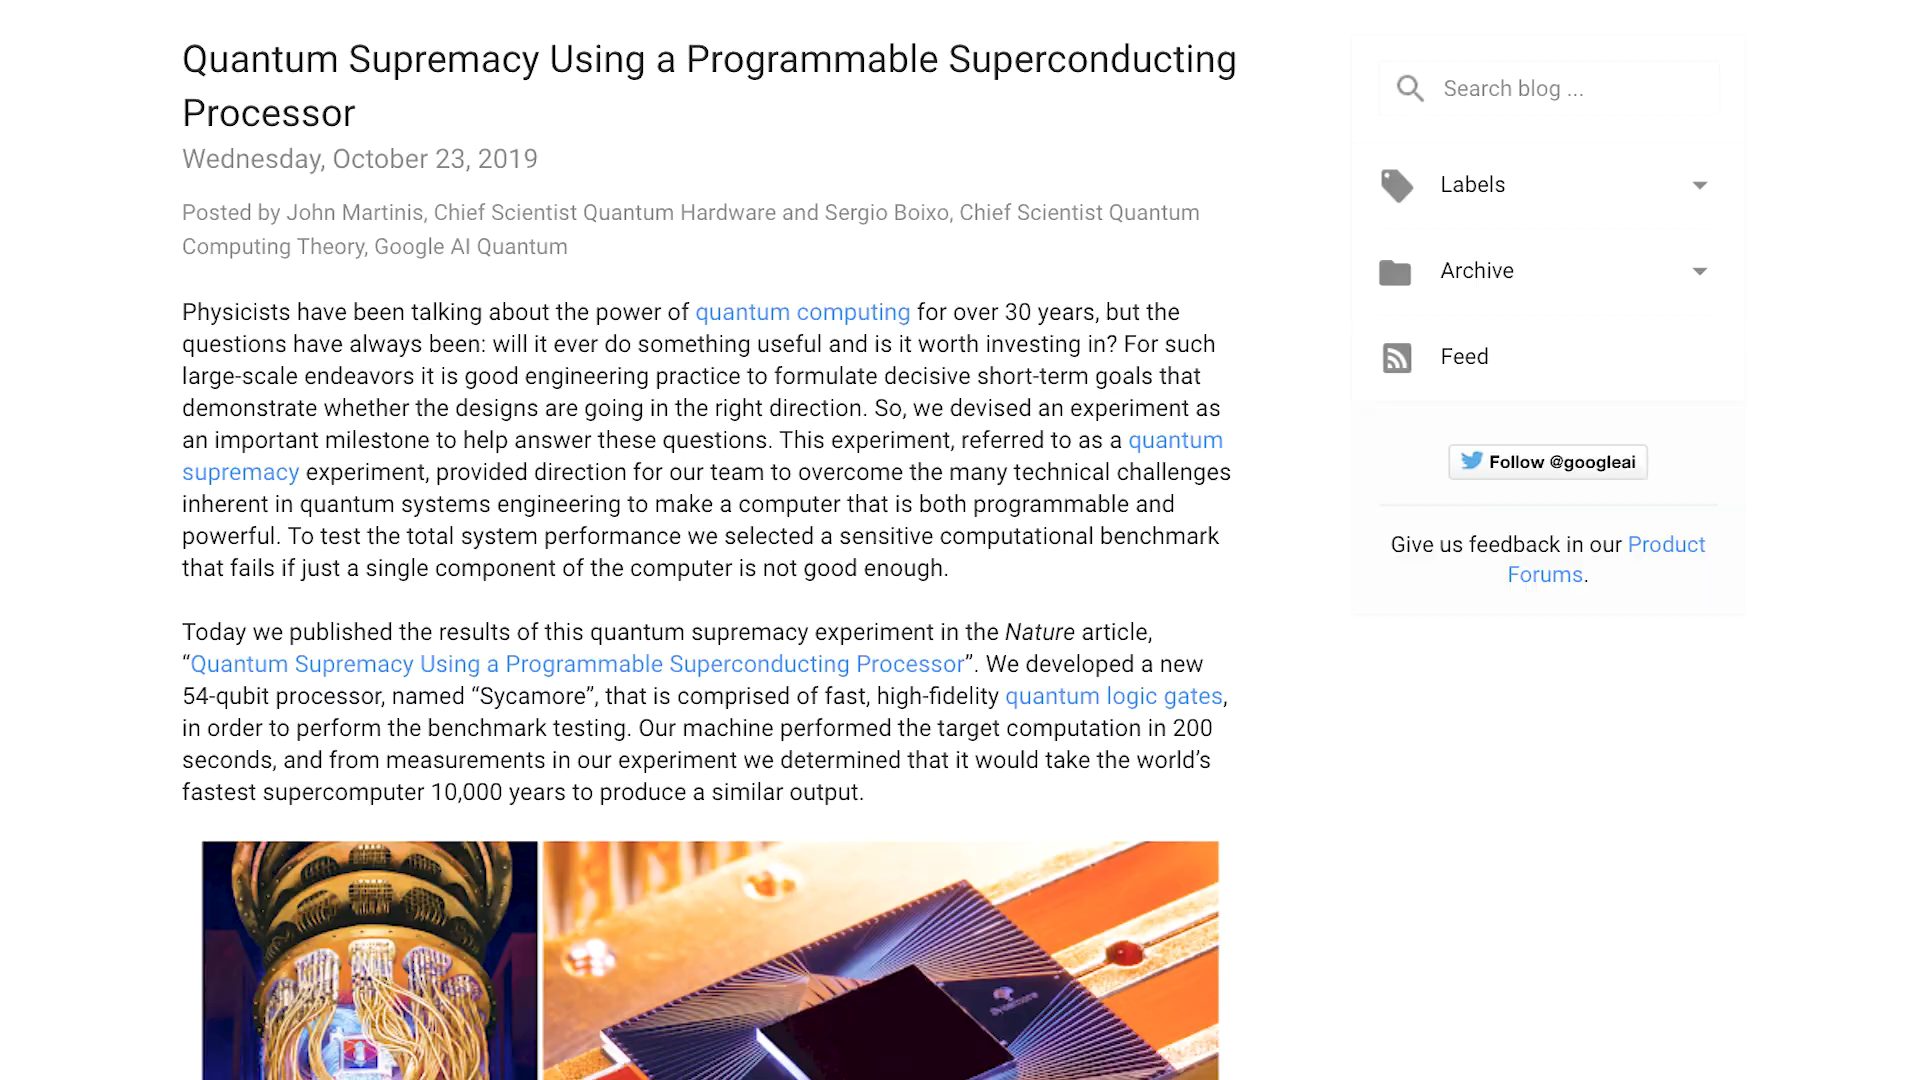 Quantum Supremacy Using a Programmable Superconducting
Processor
Wednesday, October 23, 2019
Posted by John Martinis, Chief Scientist Quantum Hardware and Sergio Boixo, Chief Scientist Quantum
Computing Theory, Google AI Quantum
Physicists have been talking about the power of quantum computing for over 30 years, but the
questions have always been: will it ever do something useful and is it worth investing in? For such
large-scale endeavors it is good engineering practice to formulate decisive short-term goals that
demonstrate whether the designs are going in the right direction. So, we devised an experiment as
an important milestone to help answer these questions. This experiment, referred to as a quantum
supremacy experiment, provided direction for our team to overcome the many technical challenges
inherent in quantum systems engineering to make a computer that is both programmable and
powerful. To test the total system performance we selected a sensitive computational benchmark
that fails if just a single component of the computer is not good enough.
Today we published the results of this quantum supremacy experiment in the Nature article,
“Quantum Supremacy Using a Programmable Superconducting Processor”. We developed a new
54-qubit processor, named “Sycamore”, that is comprised of fast, high-fidelity quantum logic gates,
in order to perform the benchmark testing. Our machine performed the target computation in 200
seconds, and from measurements in our experiment we determined that it would take the world’s
fastest supercomputer 10,000 years to produce a similar output.
Search blog ...
Labels
Archive
Feed
Follow @googleai
Give us feedback in our Product
Forums.